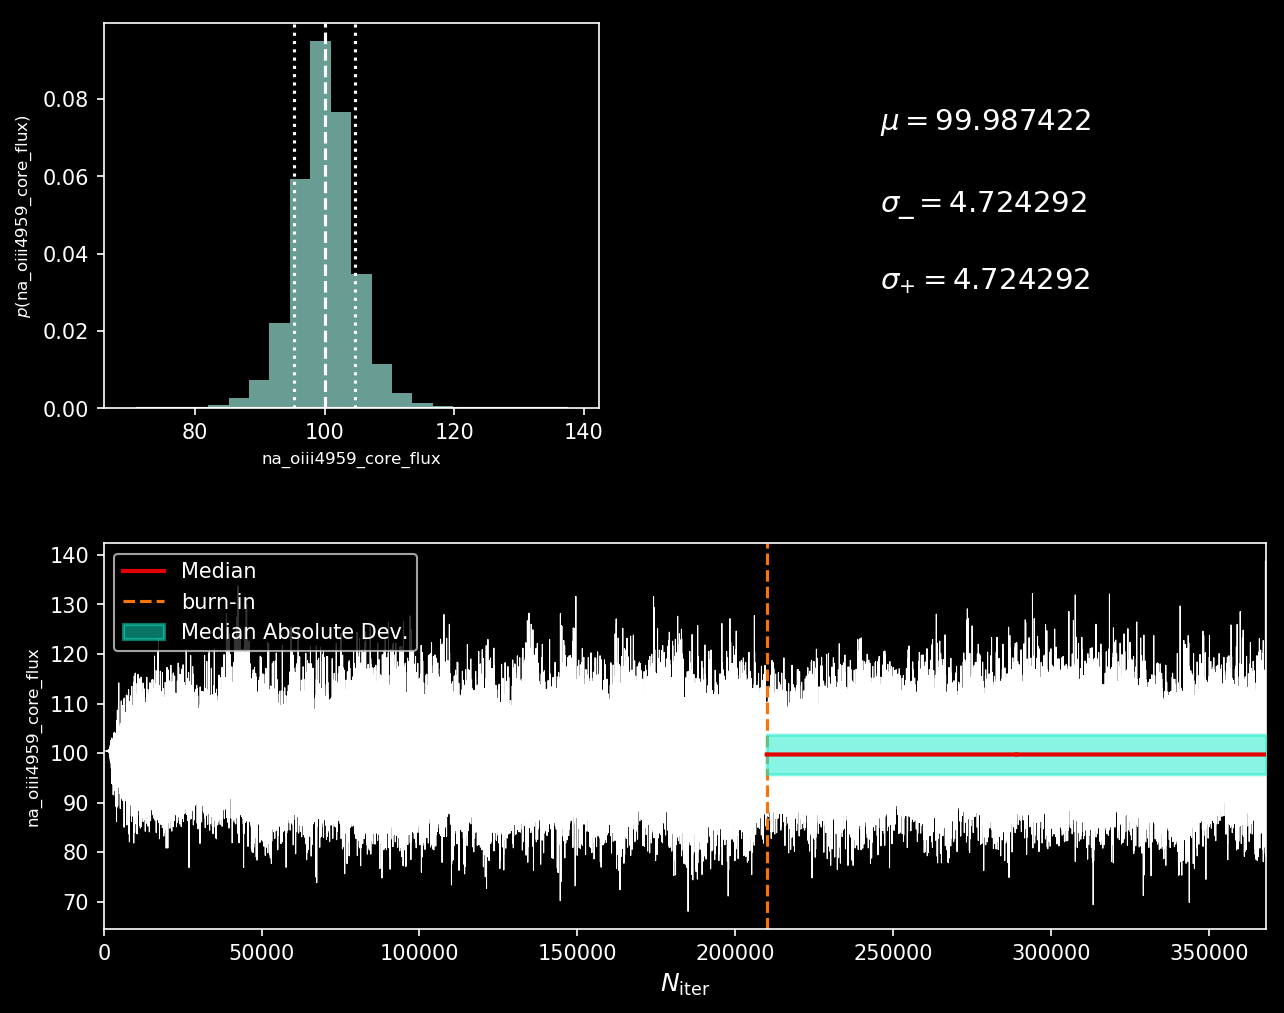 0.08
0.06
0.04
0.02
0.00
p(na_oiii4959_core_flux)
80 100 120 140
na_oiii4959_core_flux
μ = 99.987422
σ_ = 4.724292
σ+ = 4.724292
140
130
120
110
100
90
80
70
na_oiii4959_core_flux
Median
burn-in
Median Absolute Dev.
0 50000 100000 150000 200000 250000 300000 350000
Niter